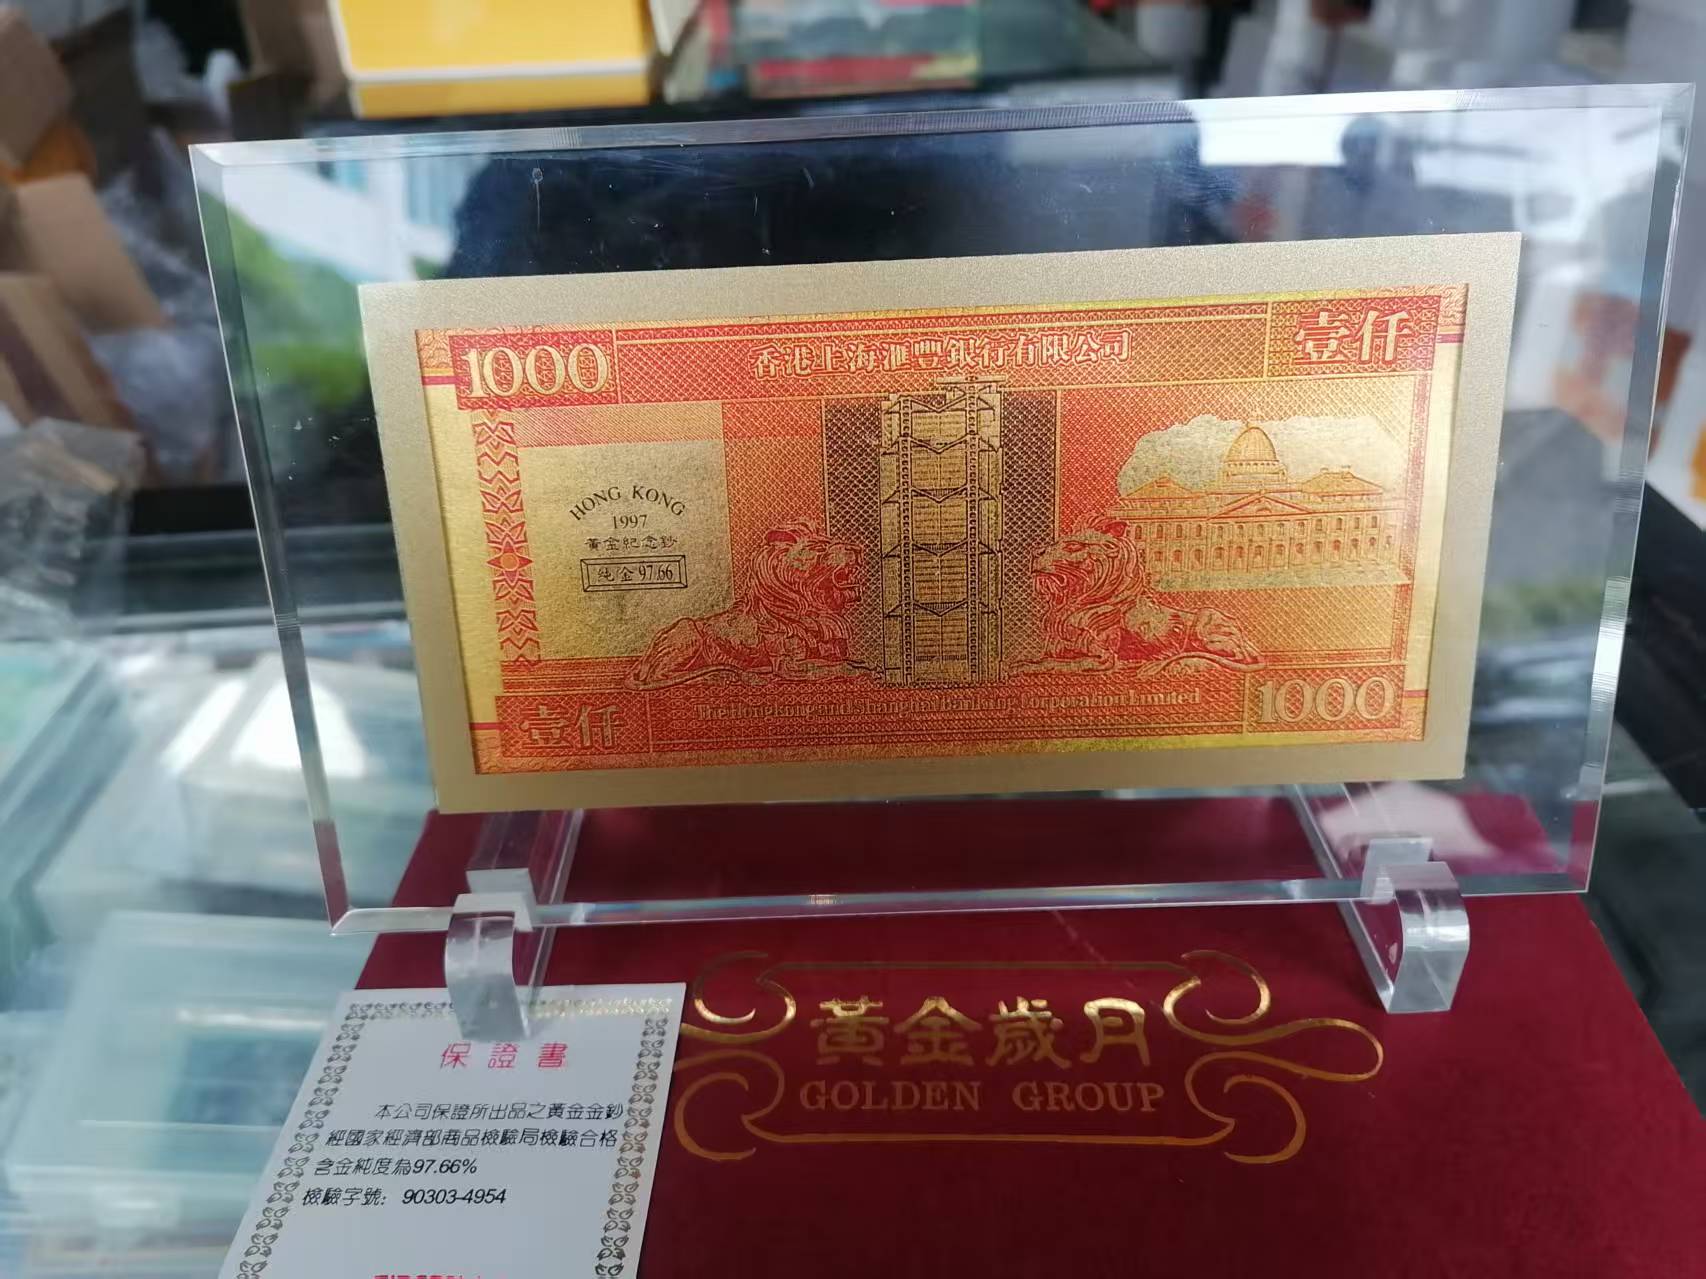 1000
香港上海滙豐銀行有限公司
壹仟
HONG KONG
1997
黃金紀念鈔
純金 97.66
The Hongkong and Shanghai Banking Corporation Limited
壹仟
1000
黃金歲月
GOLDEN GROUP
保證書
本公司保證所出品之黃金金鈔
經國家經濟部商品檢驗局檢驗合格
含金純度為97.66%
檢驗字號：90303-4954